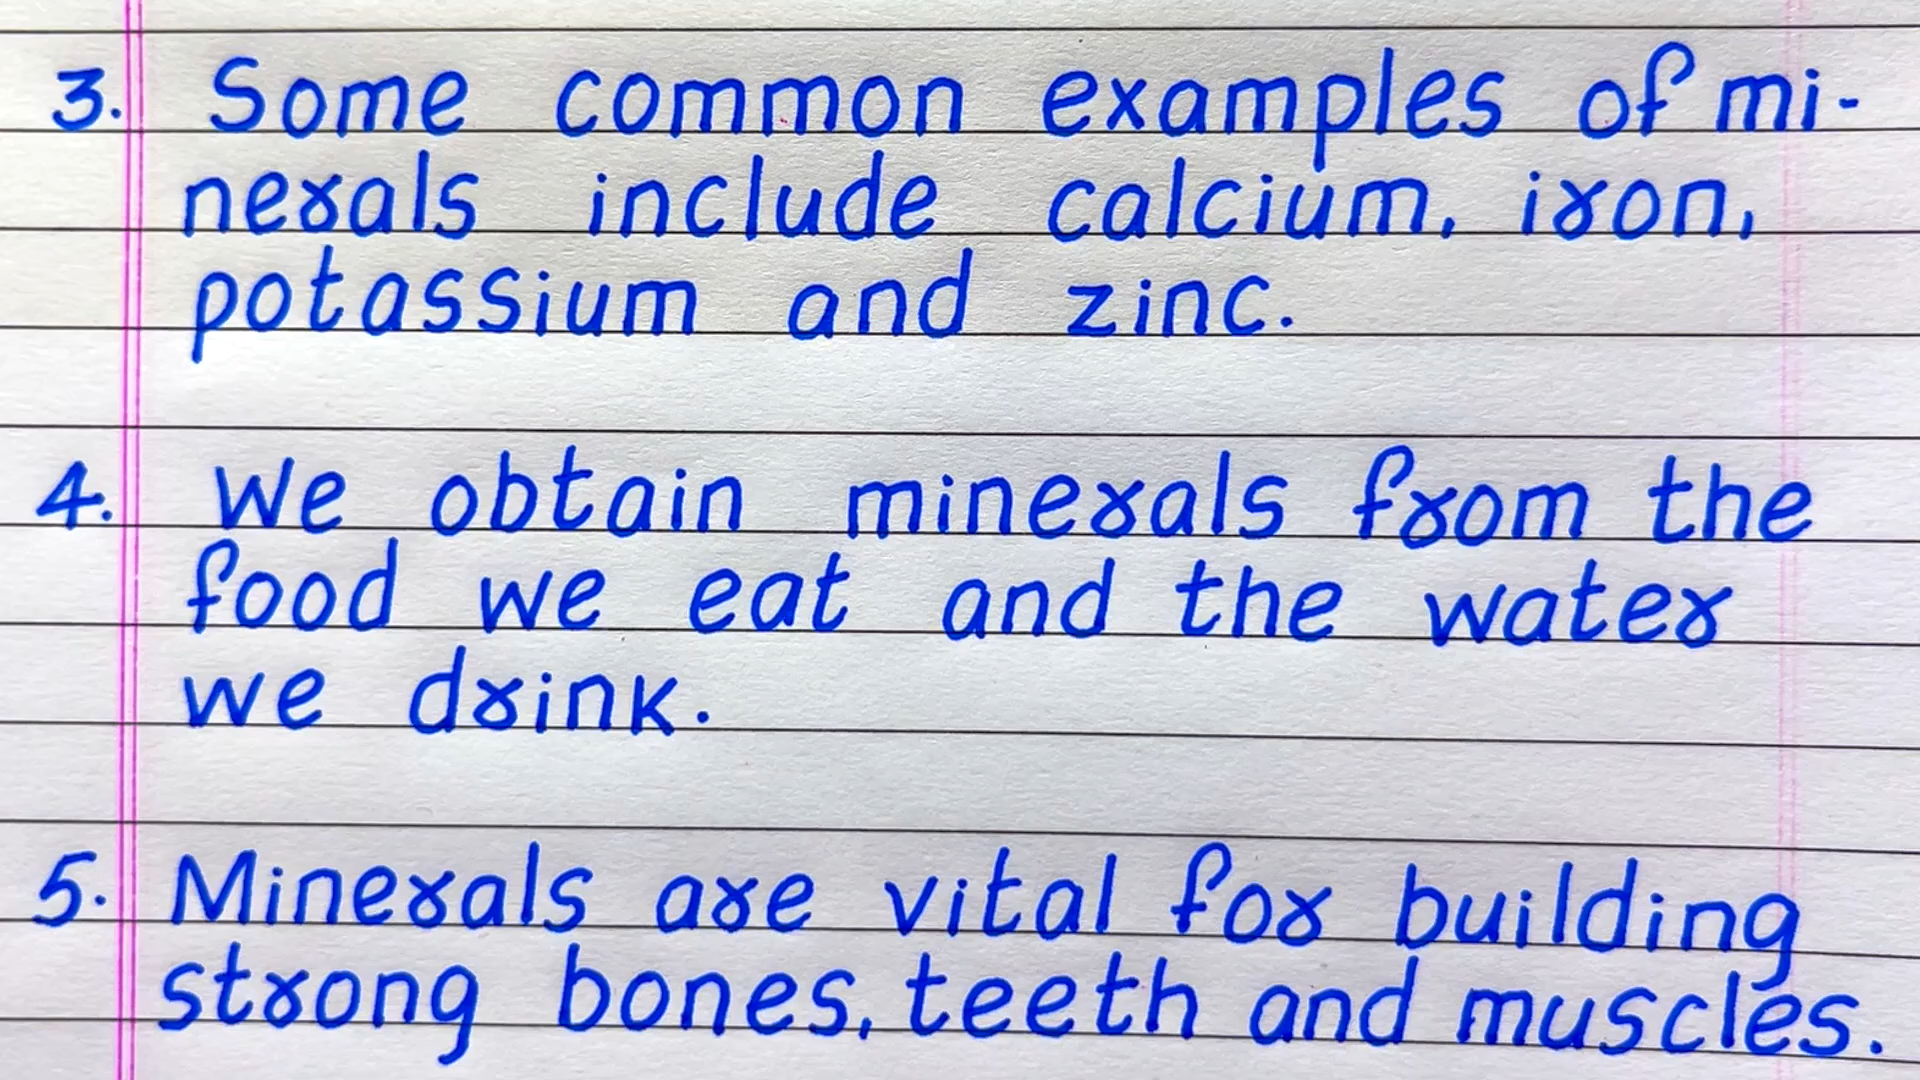 3. Some common examples of mi-
nerals include calcium, iron,
potassium and zinc.
4. We obtain minerals from the
food we eat and the water
we drink.
5. Minerals are vital for building
strong bones, teeth and muscles.